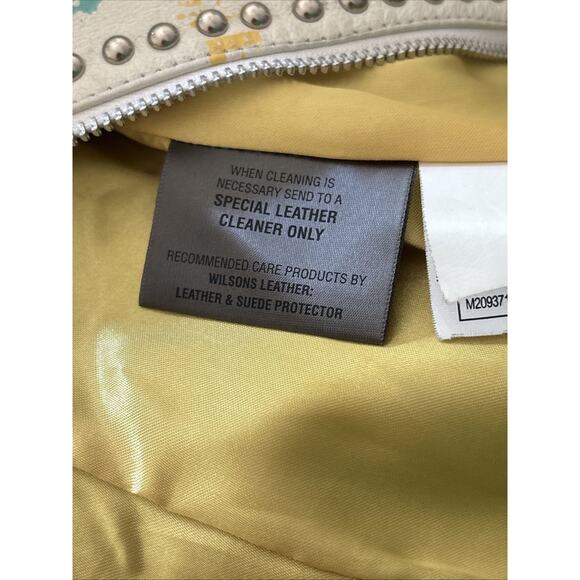 WHEN CLEANING IS
NECESSARY SEND TO A
SPECIAL LEATHER
CLEANER ONLY
RECOMMENDED CARE PRODUCTS BY
WILSONS LEATHER:
LEATHER & SUEDE PROTECTOR
M209371